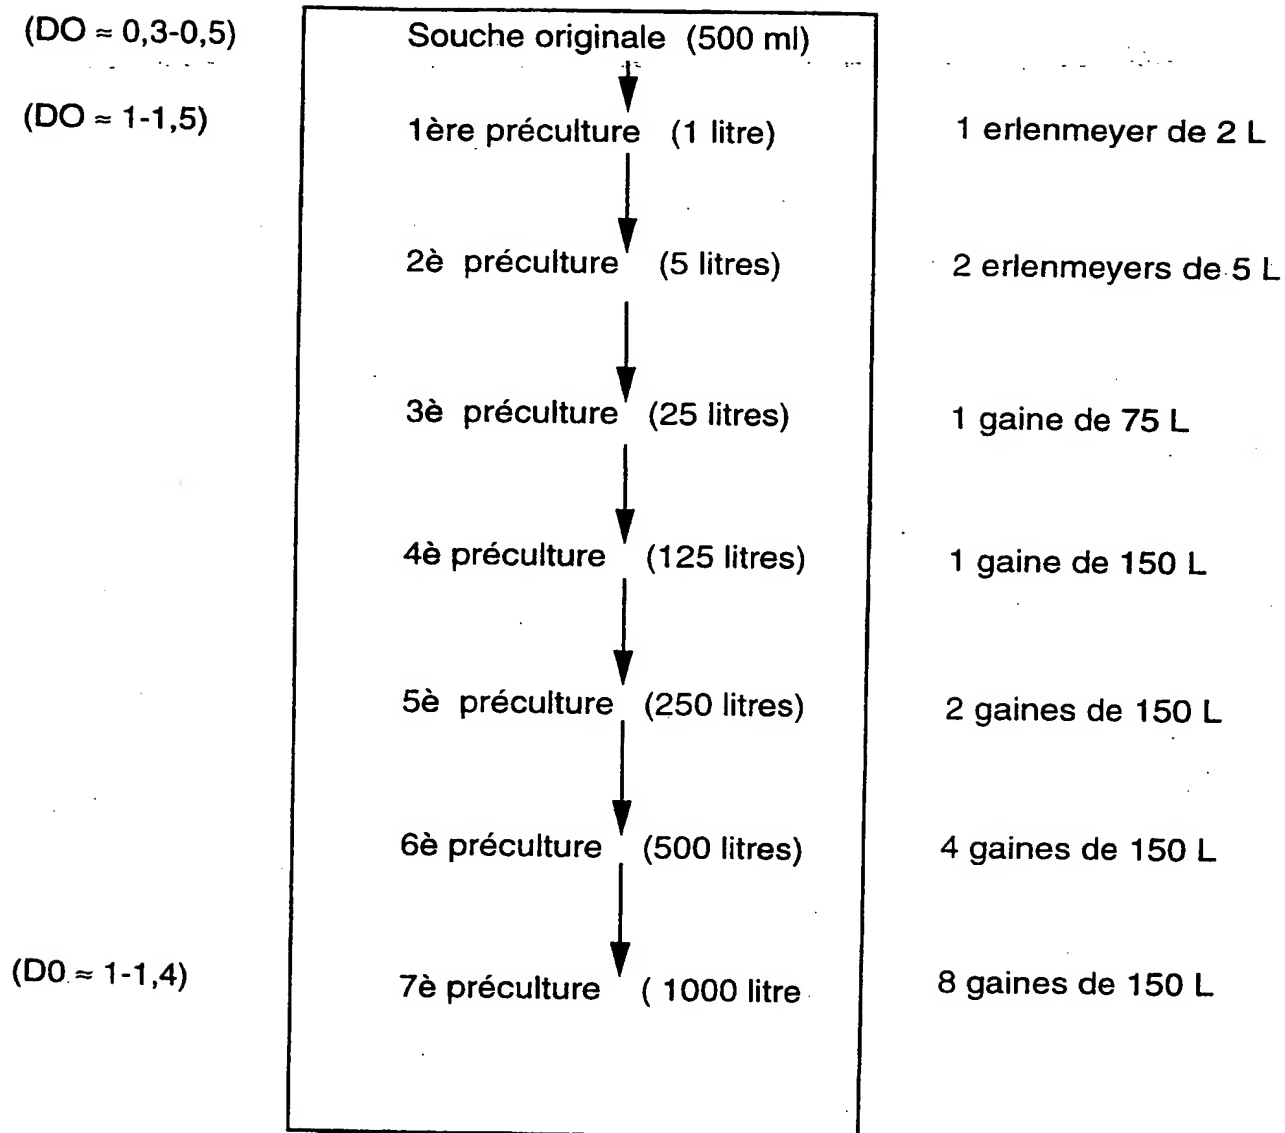 (DO ≈ 0,3-0,5) Souche originale (500 ml)
(DO ≈ 1-1,5) 1ère préculture (1 litre) 1 erlenmeyer de 2 L
2è préculture (5 litres) 2 erlenmeyers de 5 L
3è préculture (25 litres) 1 gaine de 75 L
4è préculture (125 litres) 1 gaine de 150 L
5è préculture (250 litres) 2 gaines de 150 L
6è préculture (500 litres) 4 gaines de 150 L
(D0 ≈ 1-1,4) 7è préculture ( 1000 litre 8 gaines de 150 L